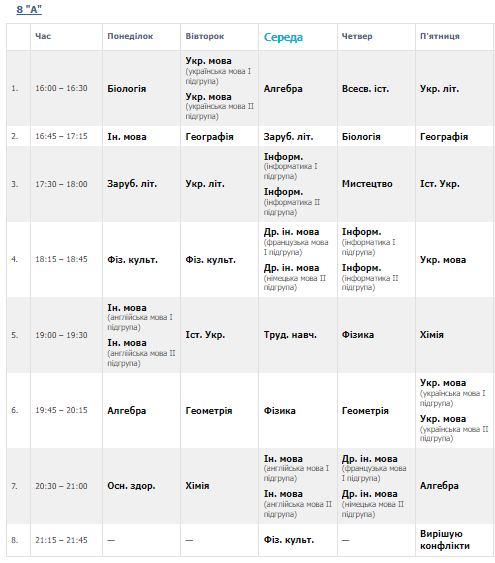 8 "А"
Час Понеділок Вівторок Середа Четвер П'ятниця
1. 16:00 – 16:30 Біологія Укр. мова (українська мова I підгрупа) Укр. мова (українська мова II підгрупа) Алгебра Всесв. іст. Укр. літ.
2. 16:45 – 17:15 Ін. мова Географія Заруб. літ. Біологія Географія
3. 17:30 – 18:00 Заруб. літ. Укр. літ. Інформ. (інформатика I підгрупа) Інформ. (інформатика II підгрупа) Мистецтво Іст. Укр.
4. 18:15 – 18:45 Фіз. культ. Фіз. культ. Др. ін. мова (французька мова I підгрупа) Др. ін. мова (німецька мова II підгрупа) Інформ. (інформатика I підгрупа) Інформ. (інформатика II підгрупа) Укр. мова
5. 19:00 – 19:30 Ін. мова (англійська мова I підгрупа) Ін. мова (англійська мова II підгрупа) Іст. Укр. Труд. навч. Фізика Хімія
6. 19:45 – 20:15 Алгебра Геометрія Фізика Геометрія Укр. мова (українська мова I підгрупа) Укр. мова (українська мова II підгрупа)
7. 20:30 – 21:00 Осн. здор. Хімія Ін. мова (англійська мова I підгрупа) Ін. мова (англійська мова II підгрупа) Др. ін. мова (французька мова I підгрупа) Др. ін. мова (німецька мова II підгрупа) Алгебра
8. 21:15 – 21:45 — — Фіз. культ. — Вирішую конфлікти